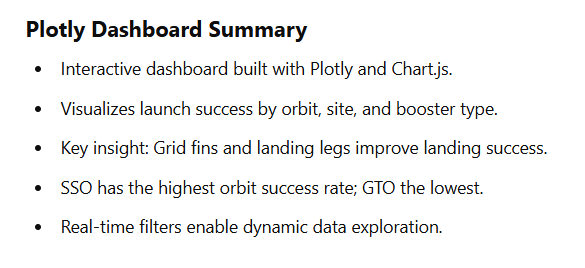 Plotly Dashboard Summary
• Interactive dashboard built with Plotly and Chart.js.
• Visualizes launch success by orbit, site, and booster type.
• Key insight: Grid fins and landing legs improve landing success.
• SSO has the highest orbit success rate; GTO the lowest.
• Real-time filters enable dynamic data exploration.